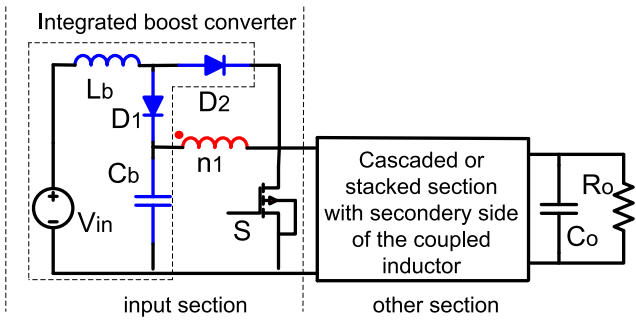 Integrated boost converter
Lb
D2
D1
n1
Cb
Vin
S
Cascaded or
stacked section
with secondery side
of the coupled
inductor
Ro
Co
input section
other section